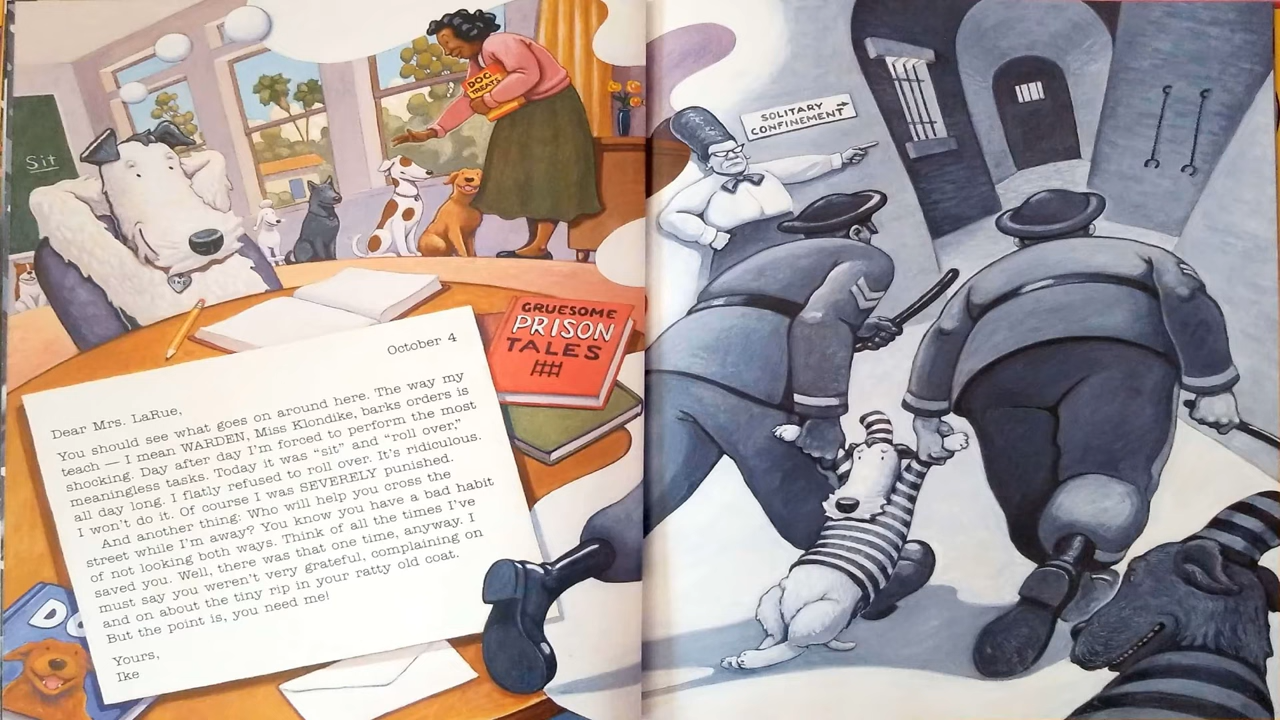 Sit
DOG
TREATS
GRUESOME
PRISON
TALES
October 4
Dear Mrs. LaRue,
You should see what goes on around here. The way my
teach — I mean WARDEN, Miss Klondike, barks orders is
shocking. Day after day I'm forced to perform the most
meaningless tasks. Today it was "sit" and "roll over,"
all day long. I flatly refused to roll over. It's ridiculous.
I won't do it. Of course I was SEVERELY punished.
And another thing: Who will help you cross the
street while I'm away? You know you have a bad habit
of not looking both ways. Think of all the times I've
saved you. Well, there was that one time, anyway. I
must say you weren't very grateful, complaining on
and on about the tiny rip in your ratty old coat.
But the point is, you need me!
Yours,
Ike
IKE
DO
SOLITARY
CONFINEMENT